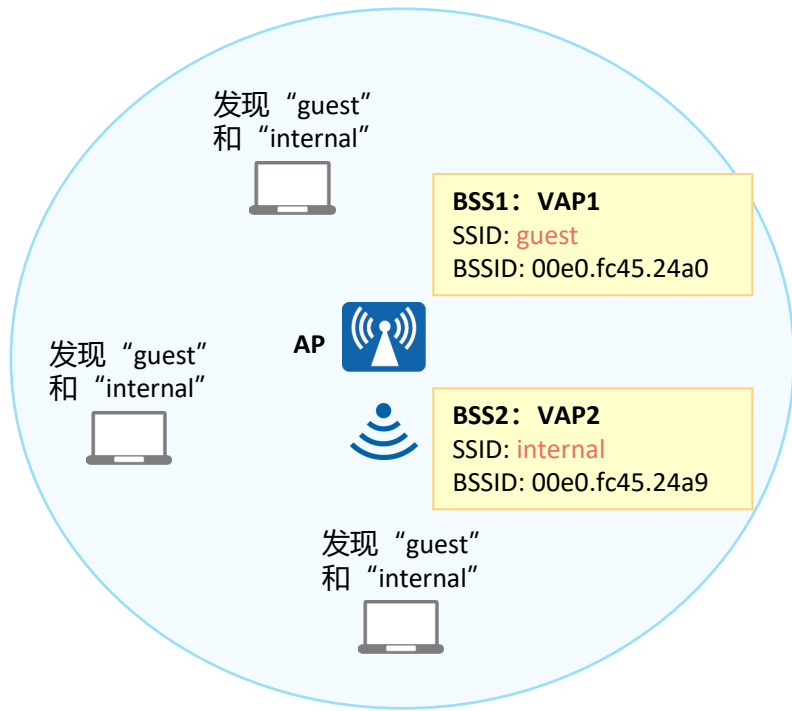 发现“guest”
和“internal”
BSS1：VAP1
SSID: guest
BSSID: 00e0.fc45.24a0
AP
发现“guest”
和“internal”
BSS2：VAP2
SSID: internal
BSSID: 00e0.fc45.24a9
发现“guest”
和“internal”